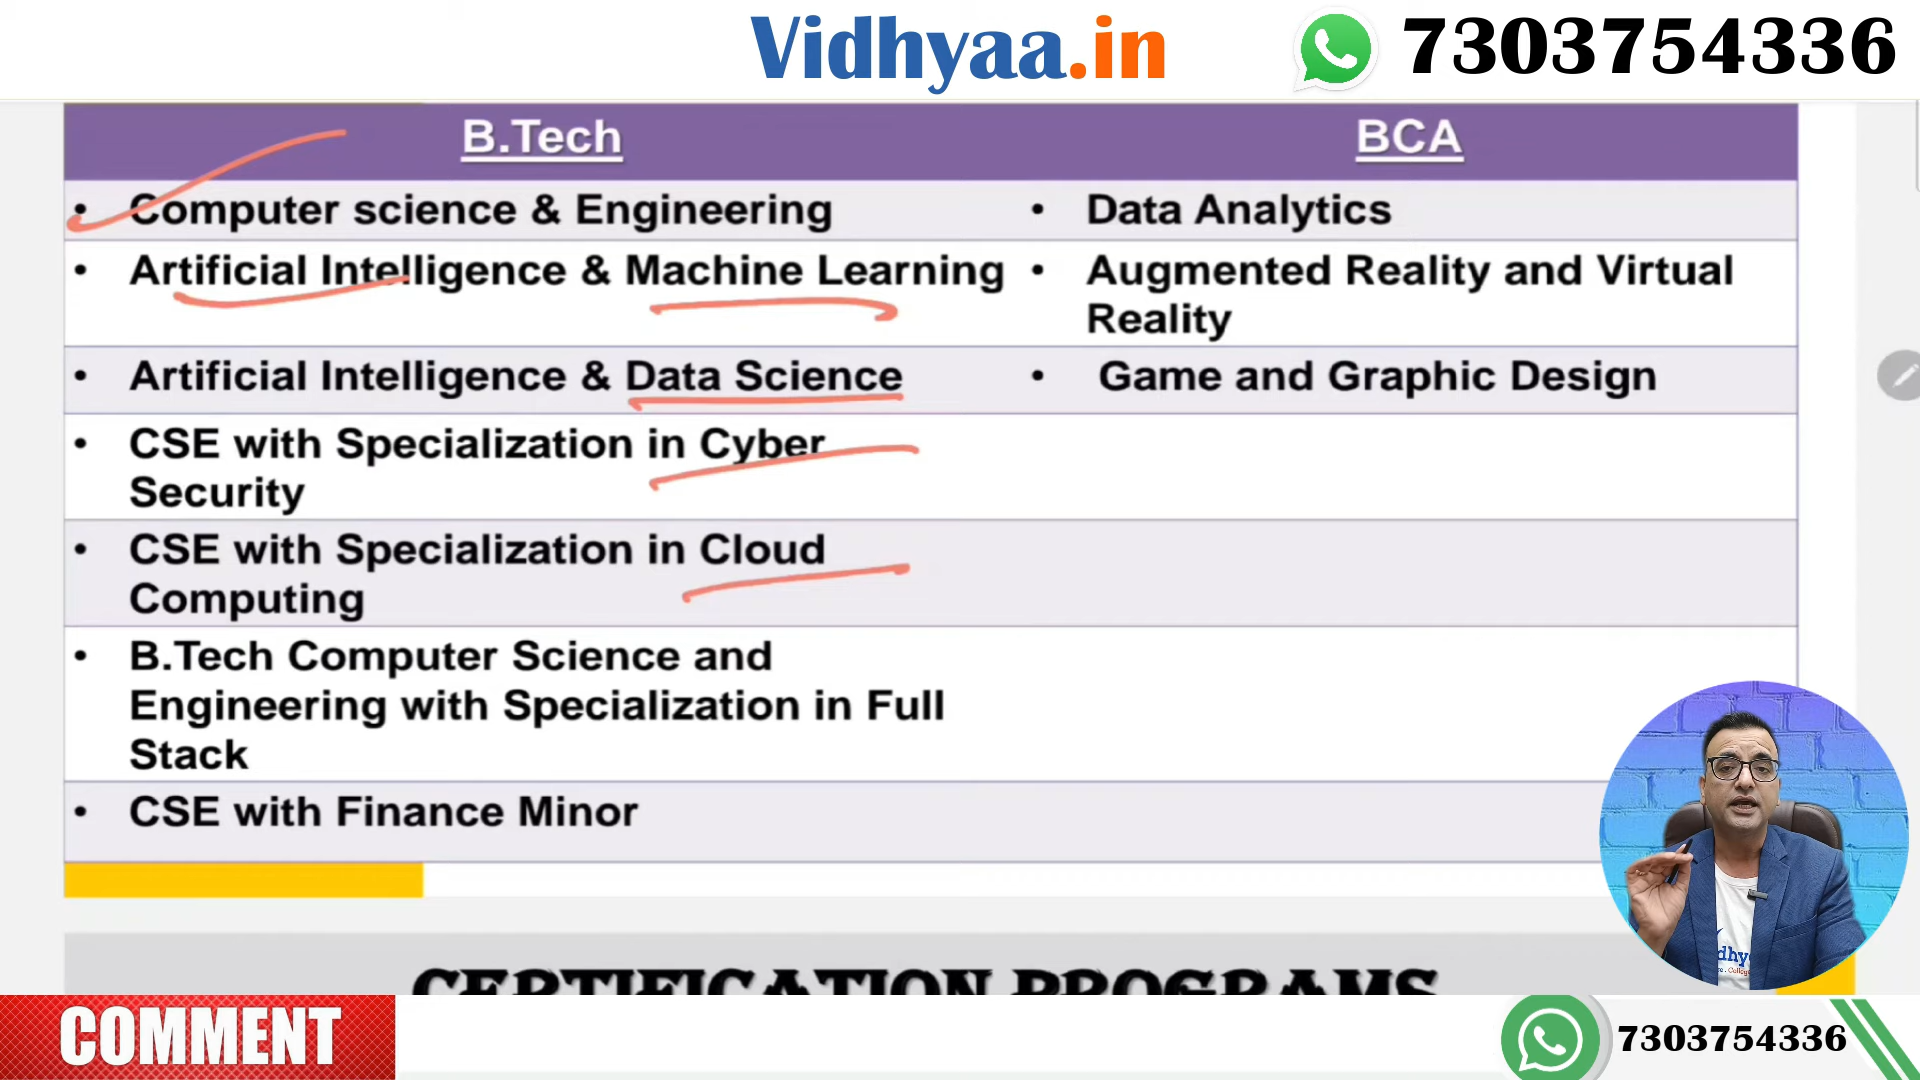 Vidhyaa.in
7303754336
B.Tech
BCA
• Computer science & Engineering
• Data Analytics
• Artificial Intelligence & Machine Learning
• Augmented Reality and Virtual
Reality
• Artificial Intelligence & Data Science
• Game and Graphic Design
• CSE with Specialization in Cyber
Security
• CSE with Specialization in Cloud
Computing
• B.Tech Computer Science and
Engineering with Specialization in Full
Stack
• CSE with Finance Minor
CERTIFICATION PROGRAMS
COMMENT
7303754336